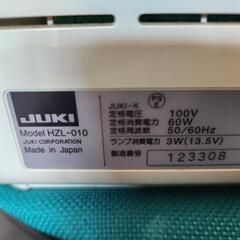 JUKI
Model HZL-010
JUKI CORPORATION
Made in Japan
JUKI-K
PS
E
定格電圧 100V
定格消費電力 60W
定格周波数 50/60Hz
ランプ消費電力 3W(13.5V)
製造番号 123308